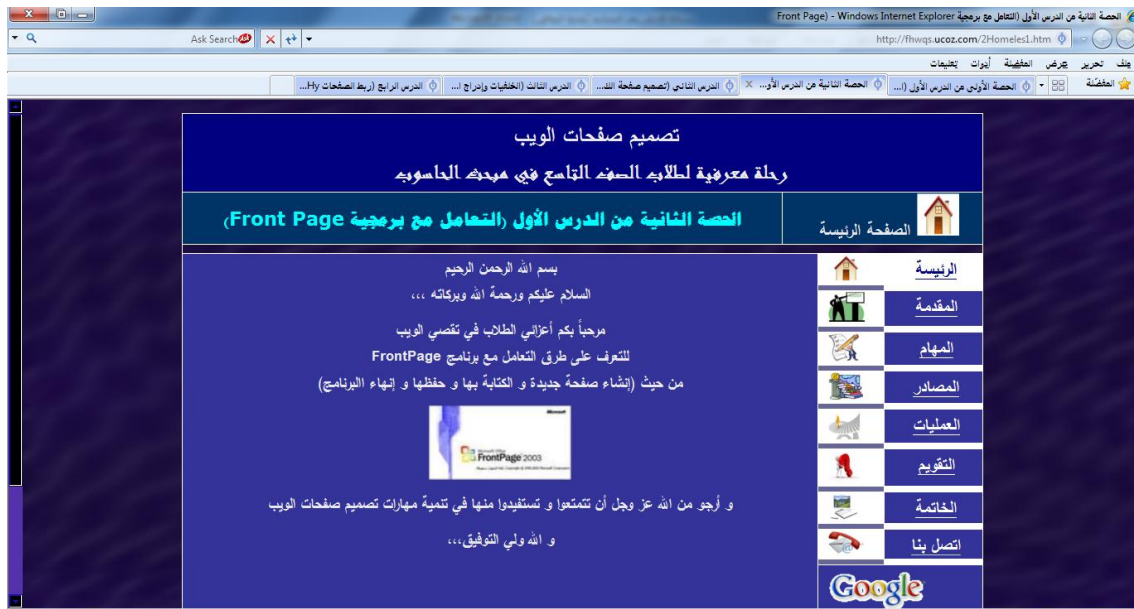 الحصة الثانية من الدرس الأول (التعامل مع برمجية Front Page) - Windows Internet Explorer
http://fhwqs.ucoz.com/2Homeles1.htm
Ask Search
ملف تحرير عرض المفضلة أدوات تعليمات
المفضلة
الحصة الأولى من الدرس الأول (ا...
الحصة الثانية من الدرس الأو...
الدرس الثاني (تصميم صفحة الت...
الدرس الثالث (الخلفيات وإدراج ا...
الدرس الرابع (ربط الصفحات Hy...
تصميم صفحات الويب
رحلة معرفية لطلاب الصف التاسع في مبحث الحاسوب
الصفحة الرئيسة
الحصة الثانية من الدرس الأول (التعامل مع برمجية Front Page)
الرئيسة
المقدمة
المهام
المصادر
العمليات
التقويم
الخاتمة
اتصل بنا
Google
بسم الله الرحمن الرحيم
السلام عليكم ورحمة الله وبركاته ،،،
مرحباً بكم أعزائي الطلاب في تقصي الويب
للتعرف على طرق التعامل مع برنامج FrontPage
من حيث (إنشاء صفحة جديدة و الكتابة بها و حفظها و إنهاء االبرنامج)
Microsoft
Microsoft Office
FrontPage 2003
و أرجو من الله عز وجل أن تتمتعوا و تستفيدوا منها في تنمية مهارات تصميم صفحات الويب
و الله ولي التوفيق،،،